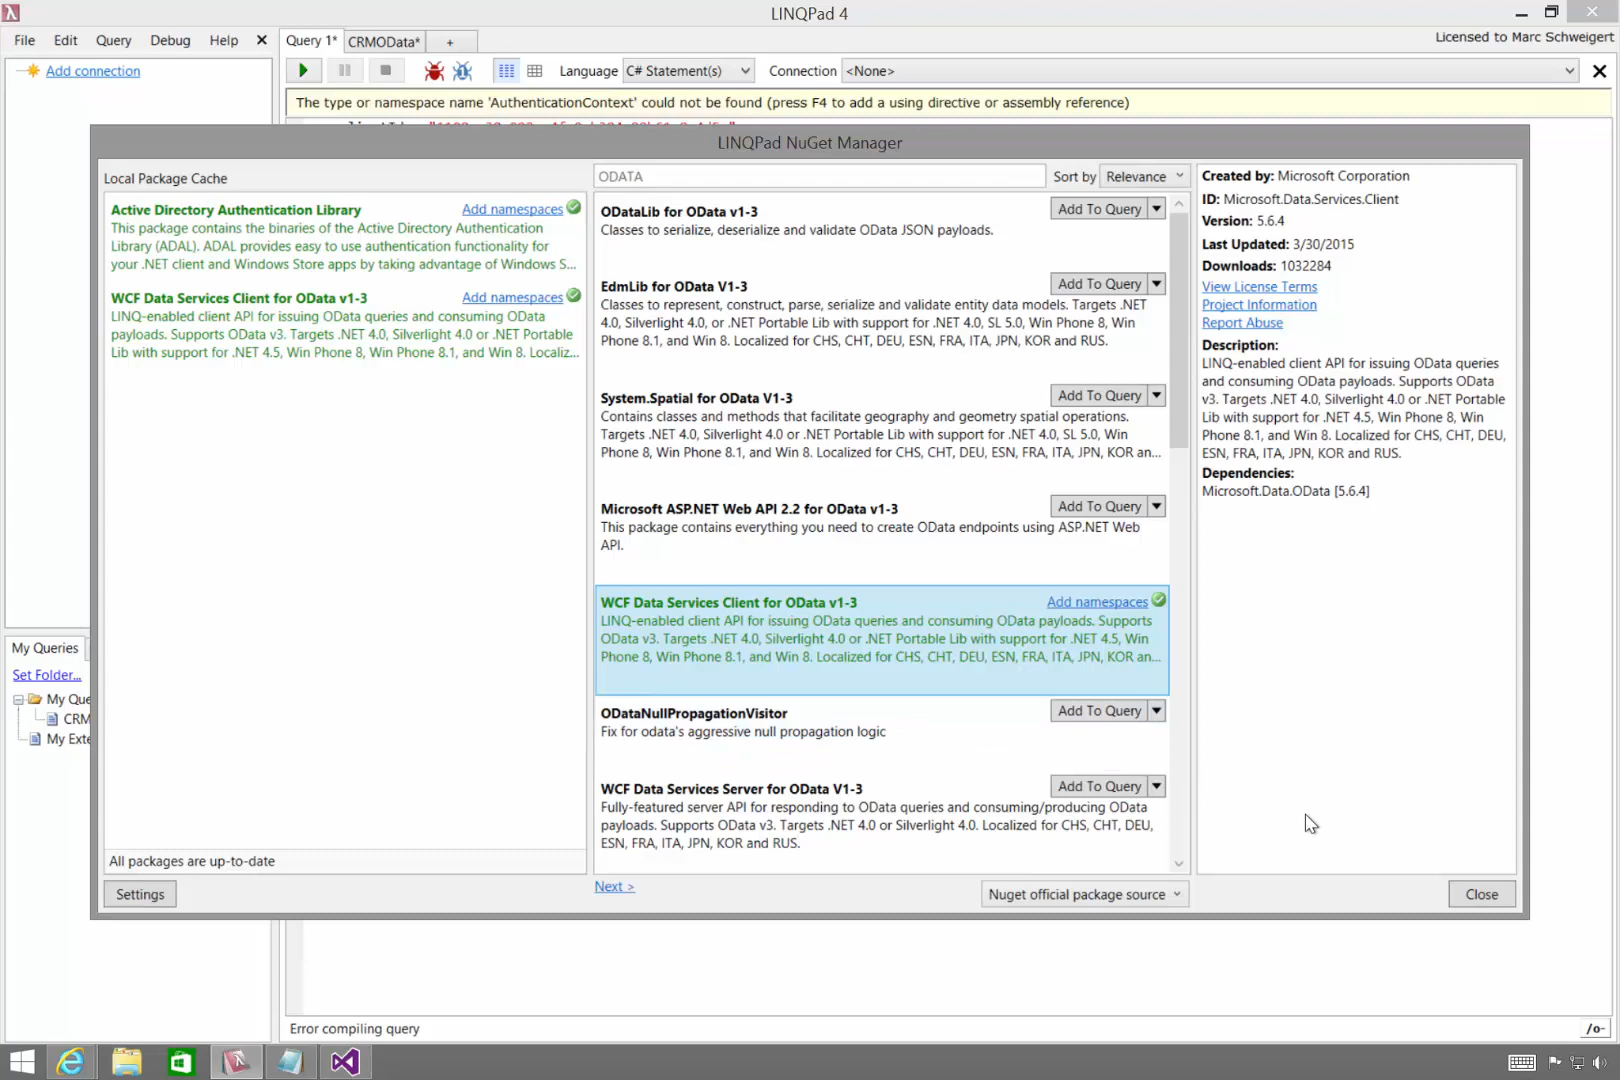 LINQPad 4
File Edit Query Debug Help
Query 1* CRMOData* +
Licensed to Marc Schweigert
Add connection
Language C# Statement(s) Connection <None>
The type or namespace name 'AuthenticationContext' could not be found (press F4 to add a using directive or assembly reference)
LINQPad NuGet Manager
Local Package Cache
Active Directory Authentication Library Add namespaces
This package contains the binaries of the Active Directory Authentication
Library (ADAL). ADAL provides easy to use authentication functionality for
your .NET client and Windows Store apps by taking advantage of Windows S...
WCF Data Services Client for OData v1-3 Add namespaces
LINQ-enabled client API for issuing OData queries and consuming OData
payloads. Supports OData v3. Targets .NET 4.0, Silverlight 4.0 or .NET Portable
Lib with support for .NET 4.5, Win Phone 8, Win Phone 8.1, and Win 8. Localiz...
All packages are up-to-date
Settings
ODATA
Sort by Relevance
ODataLib for OData v1-3 Add To Query
Classes to serialize, deserialize and validate OData JSON payloads.
EdmLib for OData V1-3 Add To Query
Classes to represent, construct, parse, serialize and validate entity data models. Targets .NET
4.0, Silverlight 4.0, or .NET Portable Lib with support for .NET 4.0, SL 5.0, Win Phone 8, Win
Phone 8.1, and Win 8. Localized for CHS, CHT, DEU, ESN, FRA, ITA, JPN, KOR and RUS.
System.Spatial for OData V1-3 Add To Query
Contains classes and methods that facilitate geography and geometry spatial operations.
Targets .NET 4.0, Silverlight 4.0 or .NET Portable Lib with support for .NET 4.0, SL 5.0, Win
Phone 8, Win Phone 8.1, and Win 8. Localized for CHS, CHT, DEU, ESN, FRA, ITA, JPN, KOR an...
Microsoft ASP.NET Web API 2.2 for OData v1-3 Add To Query
This package contains everything you need to create OData endpoints using ASP.NET Web
API.
WCF Data Services Client for OData v1-3 Add namespaces
LINQ-enabled client API for issuing OData queries and consuming OData payloads. Supports
OData v3. Targets .NET 4.0, Silverlight 4.0 or .NET Portable Lib with support for .NET 4.5, Win
Phone 8, Win Phone 8.1, and Win 8. Localized for CHS, CHT, DEU, ESN, FRA, ITA, JPN, KOR an...
ODataNullPropagationVisitor Add To Query
Fix for odata's aggressive null propagation logic
WCF Data Services Server for OData V1-3 Add To Query
Fully-featured server API for responding to OData queries and consuming/producing OData
payloads. Supports OData v3. Targets .NET 4.0 or Silverlight 4.0. Localized for CHS, CHT, DEU,
ESN, FRA, ITA, JPN, KOR and RUS.
Next >
Nuget official package source
Created by: Microsoft Corporation
ID: Microsoft.Data.Services.Client
Version: 5.6.4
Last Updated: 3/30/2015
Downloads: 1032284
View License Terms
Project Information
Report Abuse
Description:
LINQ-enabled client API for issuing OData queries
and consuming OData payloads. Supports OData
v3. Targets .NET 4.0, Silverlight 4.0 or .NET Portable
Lib with support for .NET 4.5, Win Phone 8, Win
Phone 8.1, and Win 8. Localized for CHS, CHT, DEU,
ESN, FRA, ITA, JPN, KOR and RUS.
Dependencies:
Microsoft.Data.OData [5.6.4]
Close
My Queries
Set Folder...
My Que
CRM
My Exte
Error compiling query
/o-